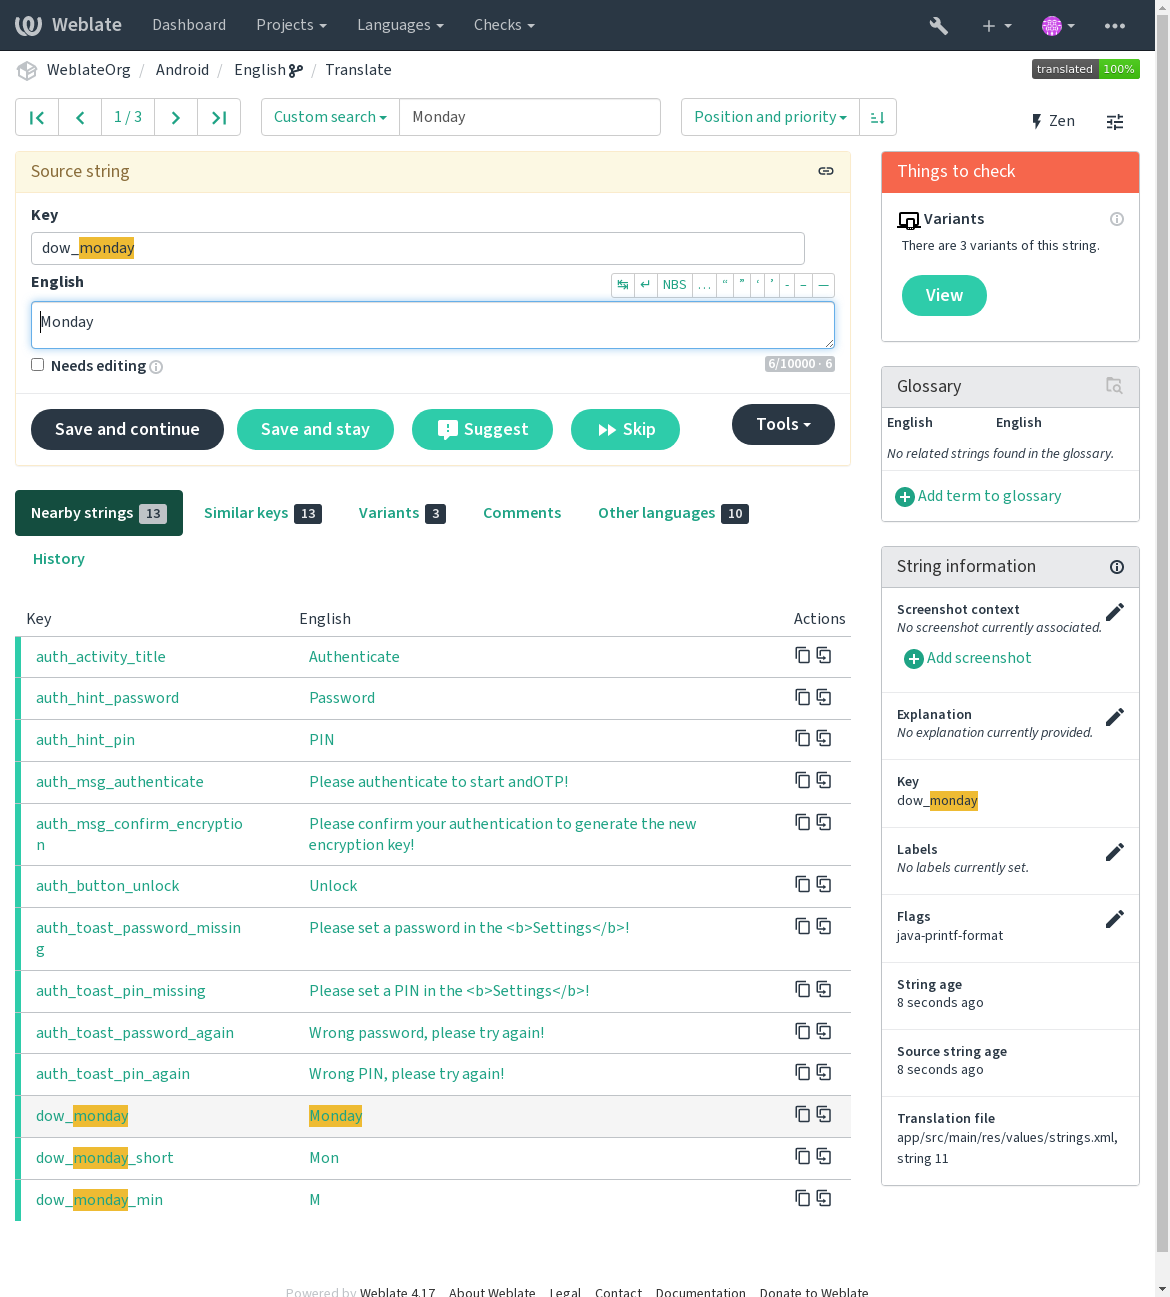 Weblate Dashboard Projects Languages Checks
WeblateOrg / Android / English / Translate translated 100%
1 / 3 Custom search Monday Position and priority Zen
Source string
Key
dow_monday
English
↹ ↵ NBS … “ ” ‘ ’ - – —
Monday
Needs editing 6/10000 · 6
Save and continue Save and stay Suggest Skip Tools
Nearby strings 13 Similar keys 13 Variants 3 Comments Other languages 10
History
Key English Actions
auth_activity_title Authenticate
auth_hint_password Password
auth_hint_pin PIN
auth_msg_authenticate Please authenticate to start andOTP!
auth_msg_confirm_encryptio Please confirm your authentication to generate the new
n encryption key!
auth_button_unlock Unlock
auth_toast_password_missin Please set a password in the <b>Settings</b>!
g
auth_toast_pin_missing Please set a PIN in the <b>Settings</b>!
auth_toast_password_again Wrong password, please try again!
auth_toast_pin_again Wrong PIN, please try again!
dow_monday Monday
dow_monday_short Mon
dow_monday_min M
Things to check
Variants
There are 3 variants of this string.
View
Glossary
English English
No related strings found in the glossary.
Add term to glossary
String information
Screenshot context
No screenshot currently associated.
Add screenshot
Explanation
No explanation currently provided.
Key
dow_monday
Labels
No labels currently set.
Flags
java-printf-format
String age
8 seconds ago
Source string age
8 seconds ago
Translation file
app/src/main/res/values/strings.xml,
string 11
Powered by Weblate 4.17 About Weblate Legal Contact Documentation Donate to Weblate